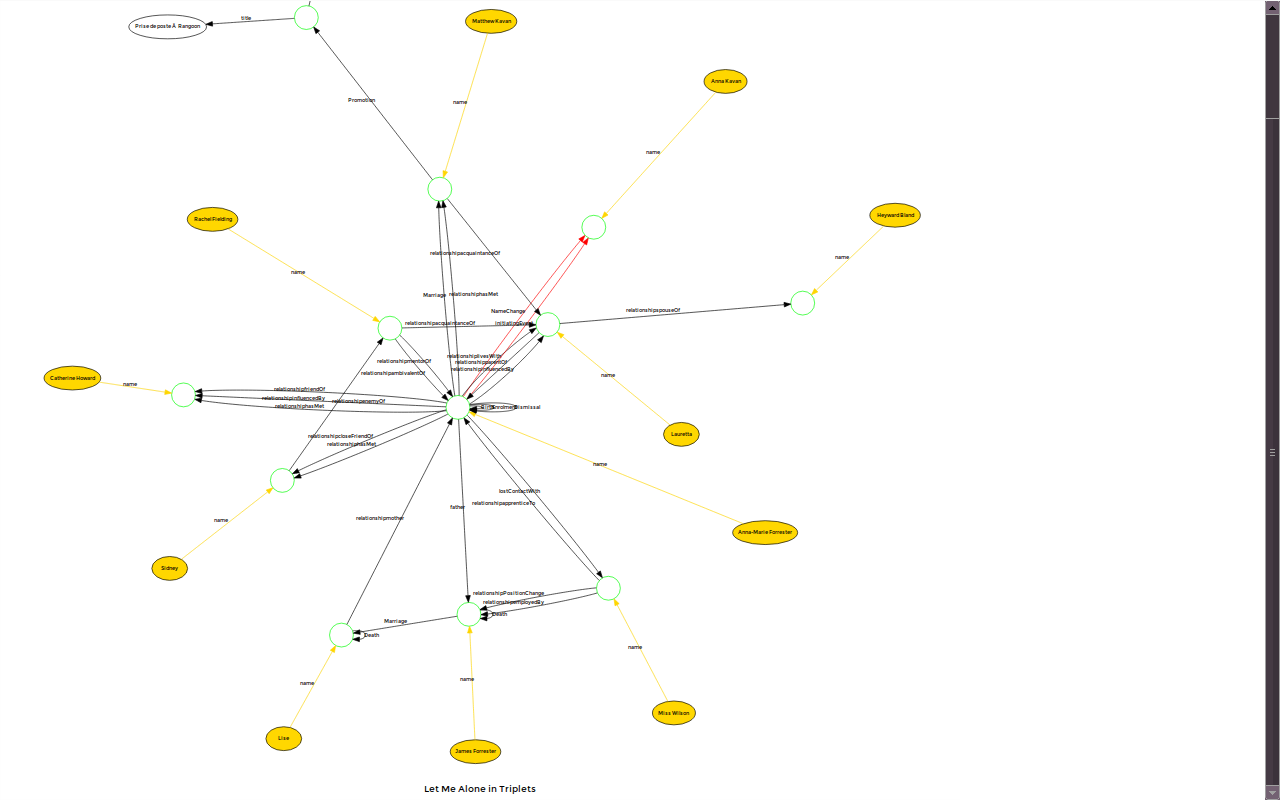 Matthew Kavan
title
Prise de poste Ã  Rangoon
Anna Kavan
Promotion
name
name
Heyward Bland
Rachel Fielding
relationshipacquaintanceOf
name
name
Marriage
relationshiphasMet
NameChange
relationshipspouseOf
relationshipacquaintanceOf
relationshiplivesWith
relationshipmentorOf
relationshipparentOf
relationshipinfluencedBy
relationshipambivalentOf
name
Catherine Howard
name
relationshipfriendOf
relationshipinfluencedBy
relationshipenemyOf
relationshiphasMet
Dismissal
relationshipcloseFriendOf
relationshiphasMet
Lauretta
name
lostContactWith
relationshipapprenticeTo
father
relationshipmother
name
Anna-Marie Forrester
Sidney
relationshipPositionChange
relationshipemployedBy
Death
Marriage
Death
name
name
name
Miss Wilson
Lise
James Forrester
Let Me Alone in Triplets